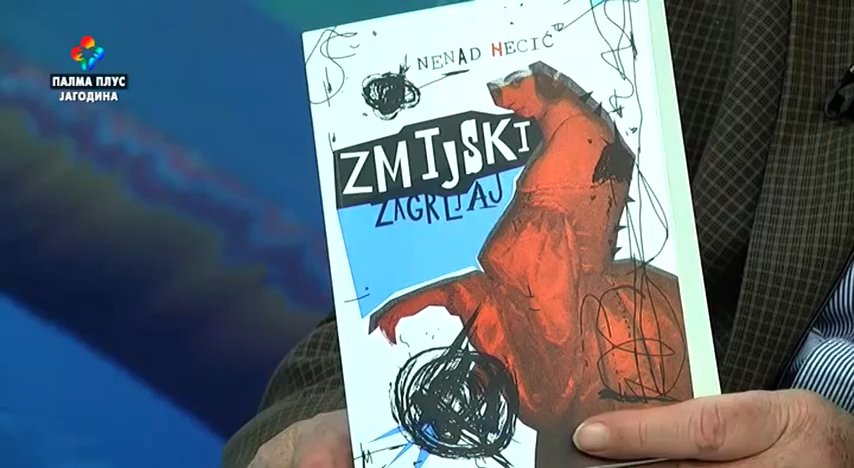 ПАЛМА ПЛУС
ЈАГОДИНА
NENAD NECIĆ
ZMIJSKI
ZAGRLJAJ